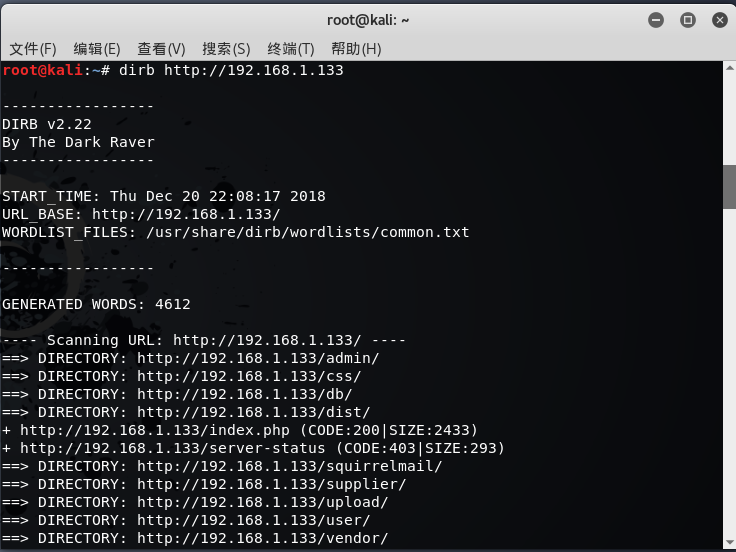 root@kali: ~
文件(F) 编辑(E) 查看(V) 搜索(S) 终端(T) 帮助(H)
root@kali:~# dirb http://192.168.1.133
-----------------
DIRB v2.22
By The Dark Raver
-----------------
START_TIME: Thu Dec 20 22:08:17 2018
URL_BASE: http://192.168.1.133/
WORDLIST_FILES: /usr/share/dirb/wordlists/common.txt
-----------------
GENERATED WORDS: 4612
---- Scanning URL: http://192.168.1.133/ ----
==> DIRECTORY: http://192.168.1.133/admin/
==> DIRECTORY: http://192.168.1.133/css/
==> DIRECTORY: http://192.168.1.133/db/
==> DIRECTORY: http://192.168.1.133/dist/
+ http://192.168.1.133/index.php (CODE:200|SIZE:2433)
+ http://192.168.1.133/server-status (CODE:403|SIZE:293)
==> DIRECTORY: http://192.168.1.133/squirrelmail/
==> DIRECTORY: http://192.168.1.133/supplier/
==> DIRECTORY: http://192.168.1.133/upload/
==> DIRECTORY: http://192.168.1.133/user/
==> DIRECTORY: http://192.168.1.133/vendor/